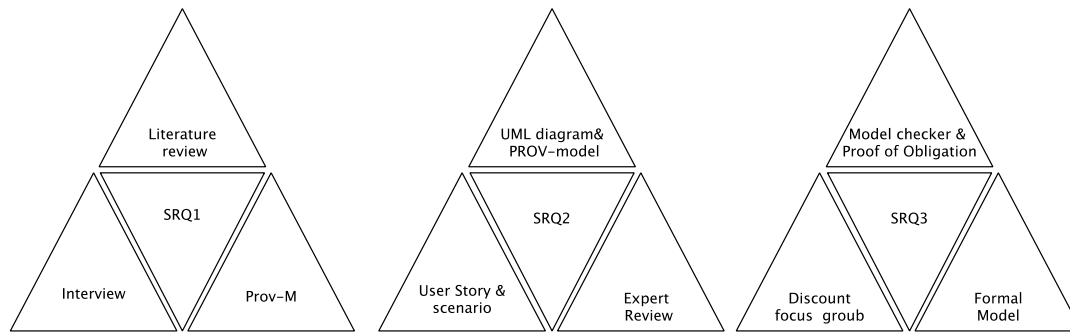 Literature
review
SRQ1
Interview
Prov-M
UML diagram&
PROV-model
SRQ2
User Story &
scenario
Expert
Review
Model checker &
Proof of Obligation
SRQ3
Discount
focus  groub
Formal
Model